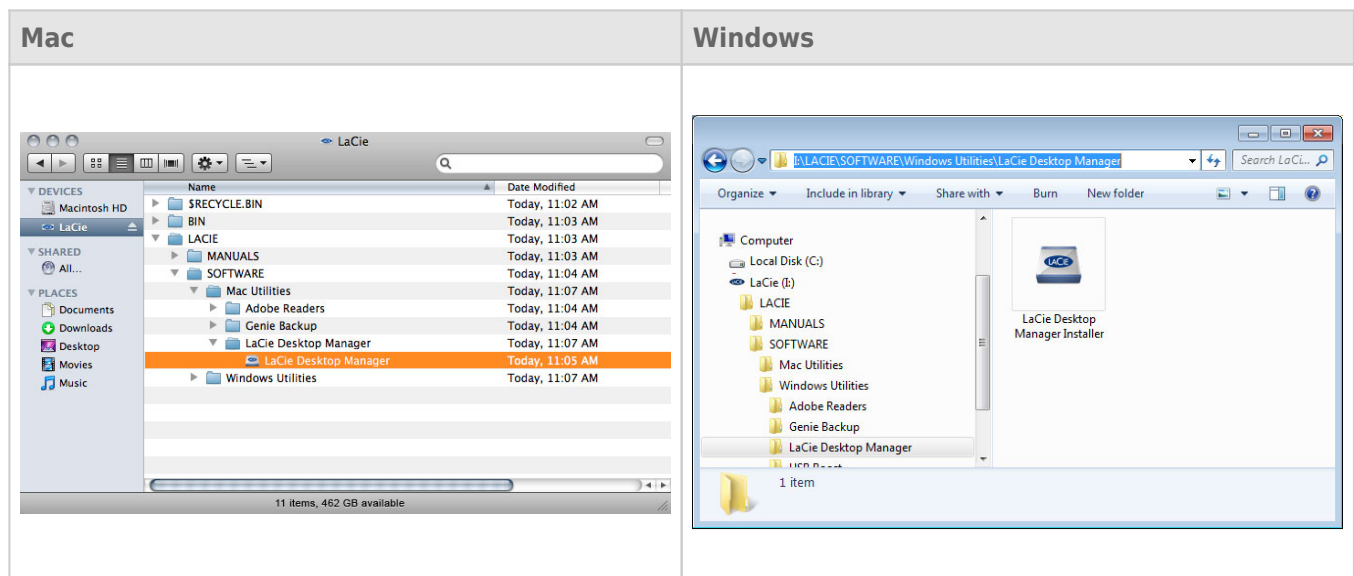 Mac
Windows
LaCie
DEVICES
Macintosh HD
LaCie
SHARED
All...
PLACES
Documents
Downloads
Desktop
Movies
Music
Name Date Modified
$RECYCLE.BIN Today, 11:02 AM
BIN Today, 11:03 AM
LACIE Today, 11:03 AM
MANUALS Today, 11:03 AM
SOFTWARE Today, 11:04 AM
Mac Utilities Today, 11:07 AM
Adobe Readers Today, 11:04 AM
Genie Backup Today, 11:04 AM
LaCie Desktop Manager Today, 11:07 AM
LaCie Desktop Manager Today, 11:05 AM
Windows Utilities Today, 11:07 AM
11 items, 462 GB available
I:\LACIE\SOFTWARE\Windows Utilities\LaCie Desktop Manager
Search LaCi...
Organize Include in library Share with Burn New folder
Computer
Local Disk (C:)
LaCie (I:)
LACIE
MANUALS
SOFTWARE
Mac Utilities
Windows Utilities
Adobe Readers
Genie Backup
LaCie Desktop Manager
LACIE
LaCie Desktop
Manager Installer
1 item